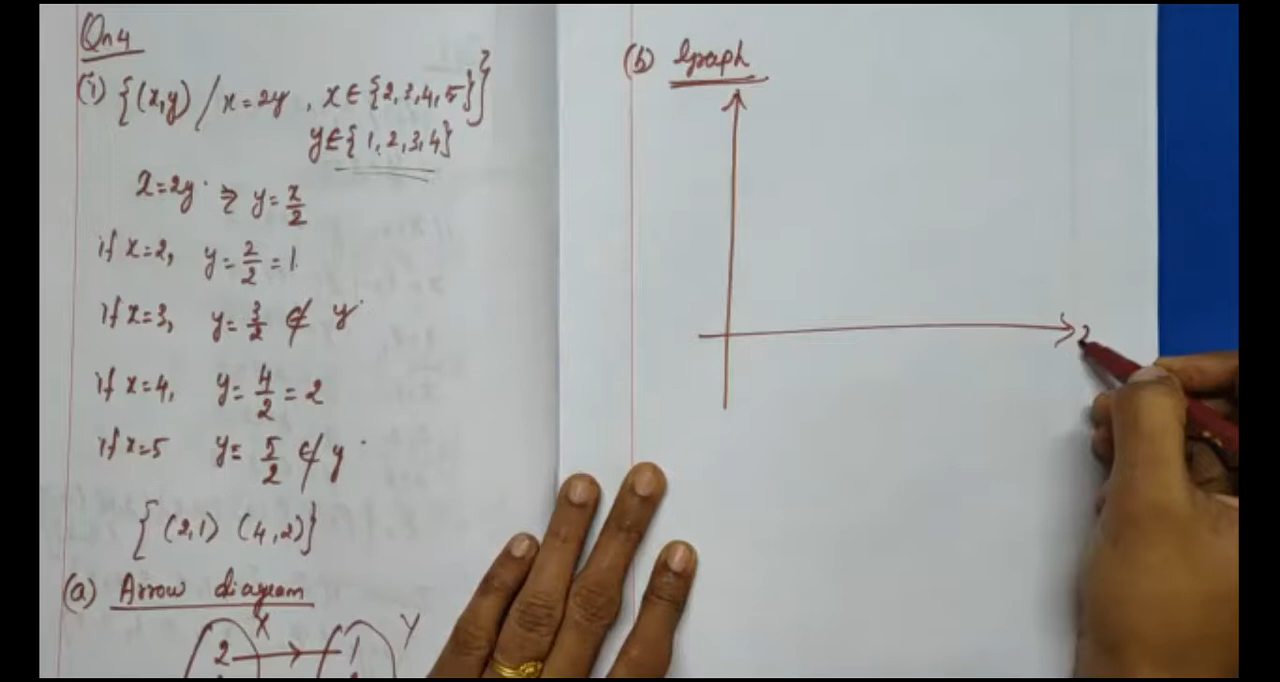 Qn 4
(i) {(x,y) / x=2y , x∈{2,3,4,5}}
y∈{1,2,3,4}
x=2y ⇒ y=x/2
if x=2, y=2/2=1
if x=3, y=3/2 ∉ y
if x=4, y=4/2=2
if x=5 y=5/2 ∉ y
{(2,1) (4,2)}
(a) Arrow diagram
X Y
2 1
(b) Graph